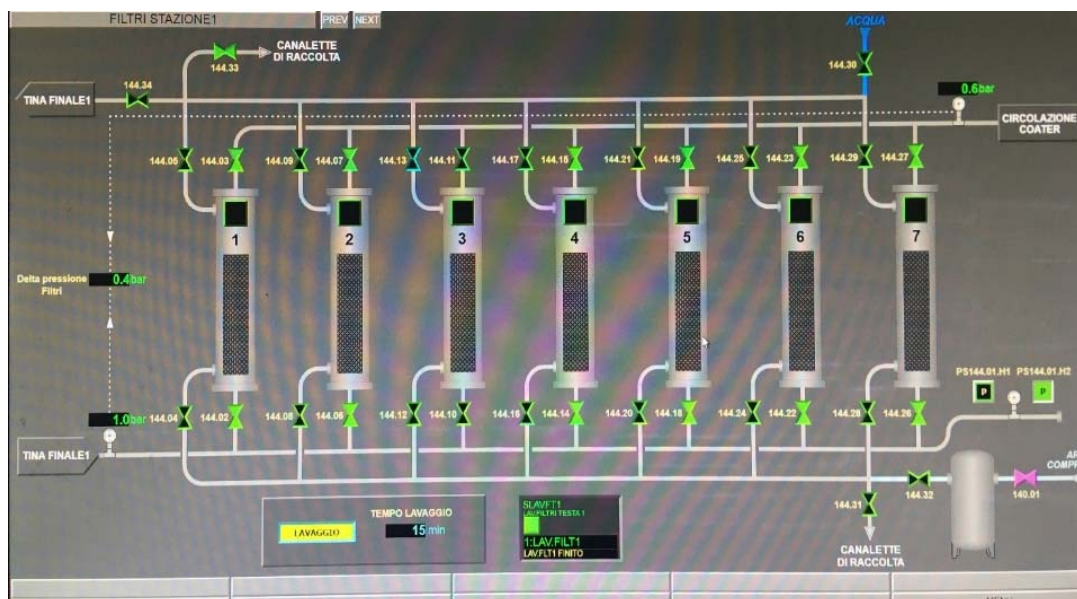 FILTRI STAZIONE1
PREV NEXT
ACQUA
CANALETTE
DI RACCOLTA
144.33
144.30
144.34
TINA FINALE1
0.6bar
CIRCOLAZIONE
COATER
144.05 144.03 144.09 144.07 144.13 144.11 144.17 144.15 144.21 144.19 144.25 144.23 144.29 144.27
1 2 3 4 5 6 7
Delta pressione
Filtri
0.4bar
PS144.01.H1 PS144.01.H2
P P
1.0bar
144.04 144.02 144.08 144.06 144.12 144.10 144.16 144.14 144.20 144.18 144.24 144.22 144.28 144.26
TINA FINALE1
AR
COMPR
144.32
140.01
144.31
TEMPO LAVAGGIO
LAVAGGIO
15min
SLAVFT1
LAV.FILTRI TESTA 1
1:LAV.FILT1
LAV.FLT1 FINITO
CANALETTE
DI RACCOLTA